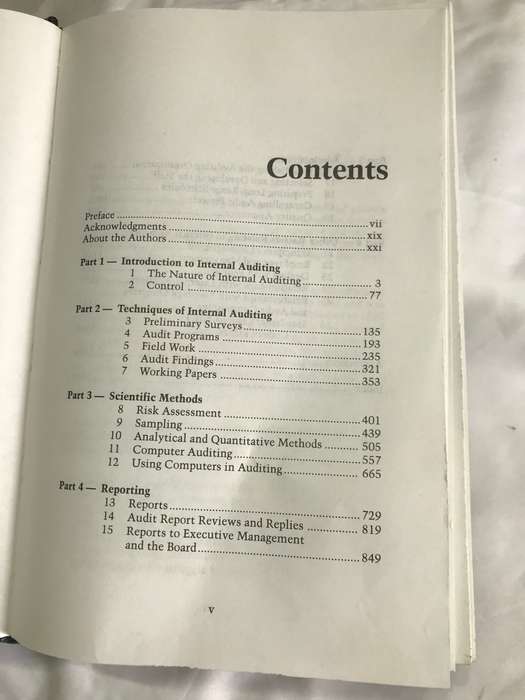 Contents
Preface ........ vii
Acknowledgments ........ xix
About the Authors ........ xxi
Part 1 — Introduction to Internal Auditing
1 The Nature of Internal Auditing ........ 3
2 Control ........ 77
Part 2 — Techniques of Internal Auditing
3 Preliminary Surveys ........ 135
4 Audit Programs ........ 193
5 Field Work ........ 235
6 Audit Findings ........ 321
7 Working Papers ........ 353
Part 3 — Scientific Methods
8 Risk Assessment ........ 401
9 Sampling ........ 439
10 Analytical and Quantitative Methods ........ 505
11 Computer Auditing ........ 557
12 Using Computers in Auditing ........ 665
Part 4 — Reporting
13 Reports ........ 729
14 Audit Report Reviews and Replies ........ 819
15 Reports to Executive Management
and the Board ........ 849
v